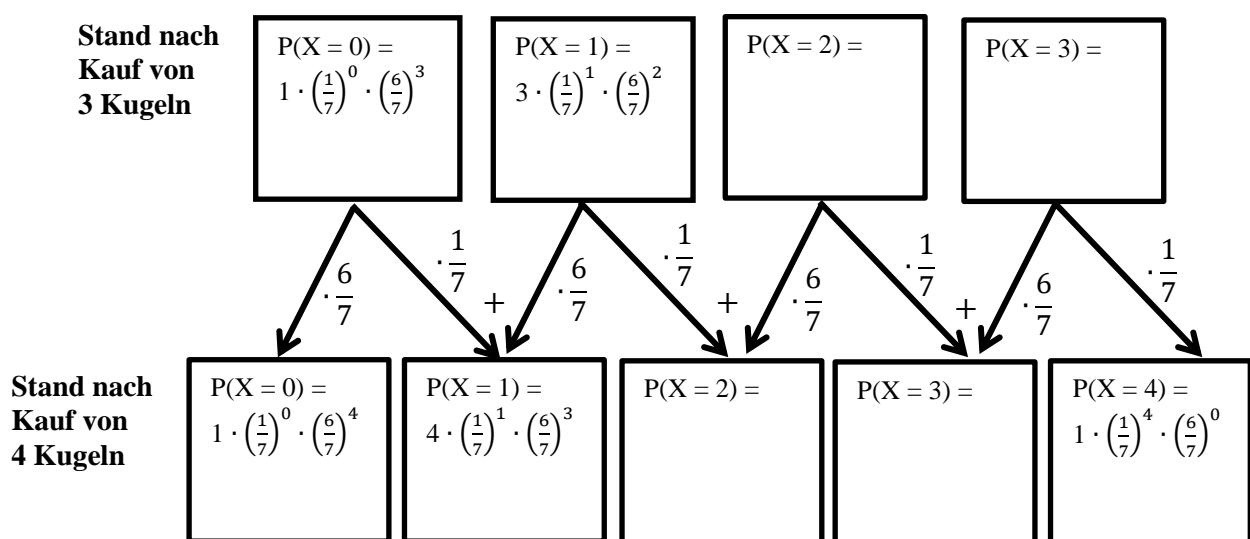 Stand nach
Kauf von
3 Kugeln
P(X = 0) =
1 · (1/7)^0 · (6/7)^3
P(X = 1) =
3 · (1/7)^1 · (6/7)^2
P(X = 2) =
P(X = 3) =
· 6/7
· 1/7
+
· 6/7
· 1/7
+
· 6/7
· 1/7
+
· 6/7
· 1/7
Stand nach
Kauf von
4 Kugeln
P(X = 0) =
1 · (1/7)^0 · (6/7)^4
P(X = 1) =
4 · (1/7)^1 · (6/7)^3
P(X = 2) =
P(X = 3) =
P(X = 4) =
1 · (1/7)^4 · (6/7)^0